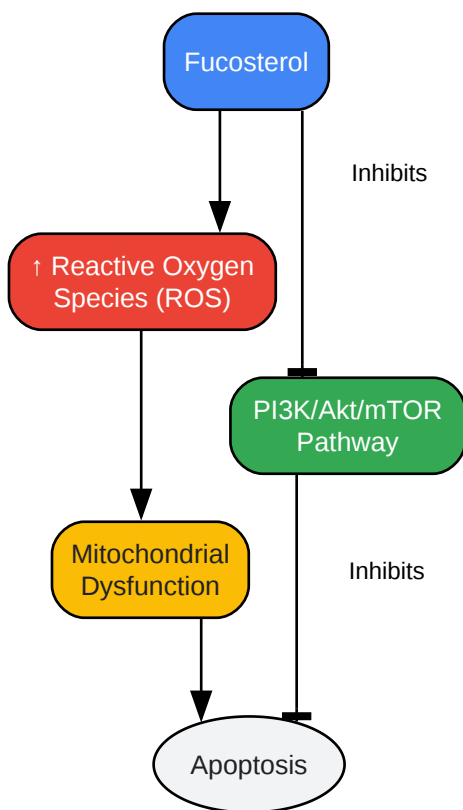 Fucosterol
Inhibits
↑ Reactive Oxygen
Species (ROS)
PI3K/Akt/mTOR
Pathway
Mitochondrial
Dysfunction
Inhibits
Apoptosis